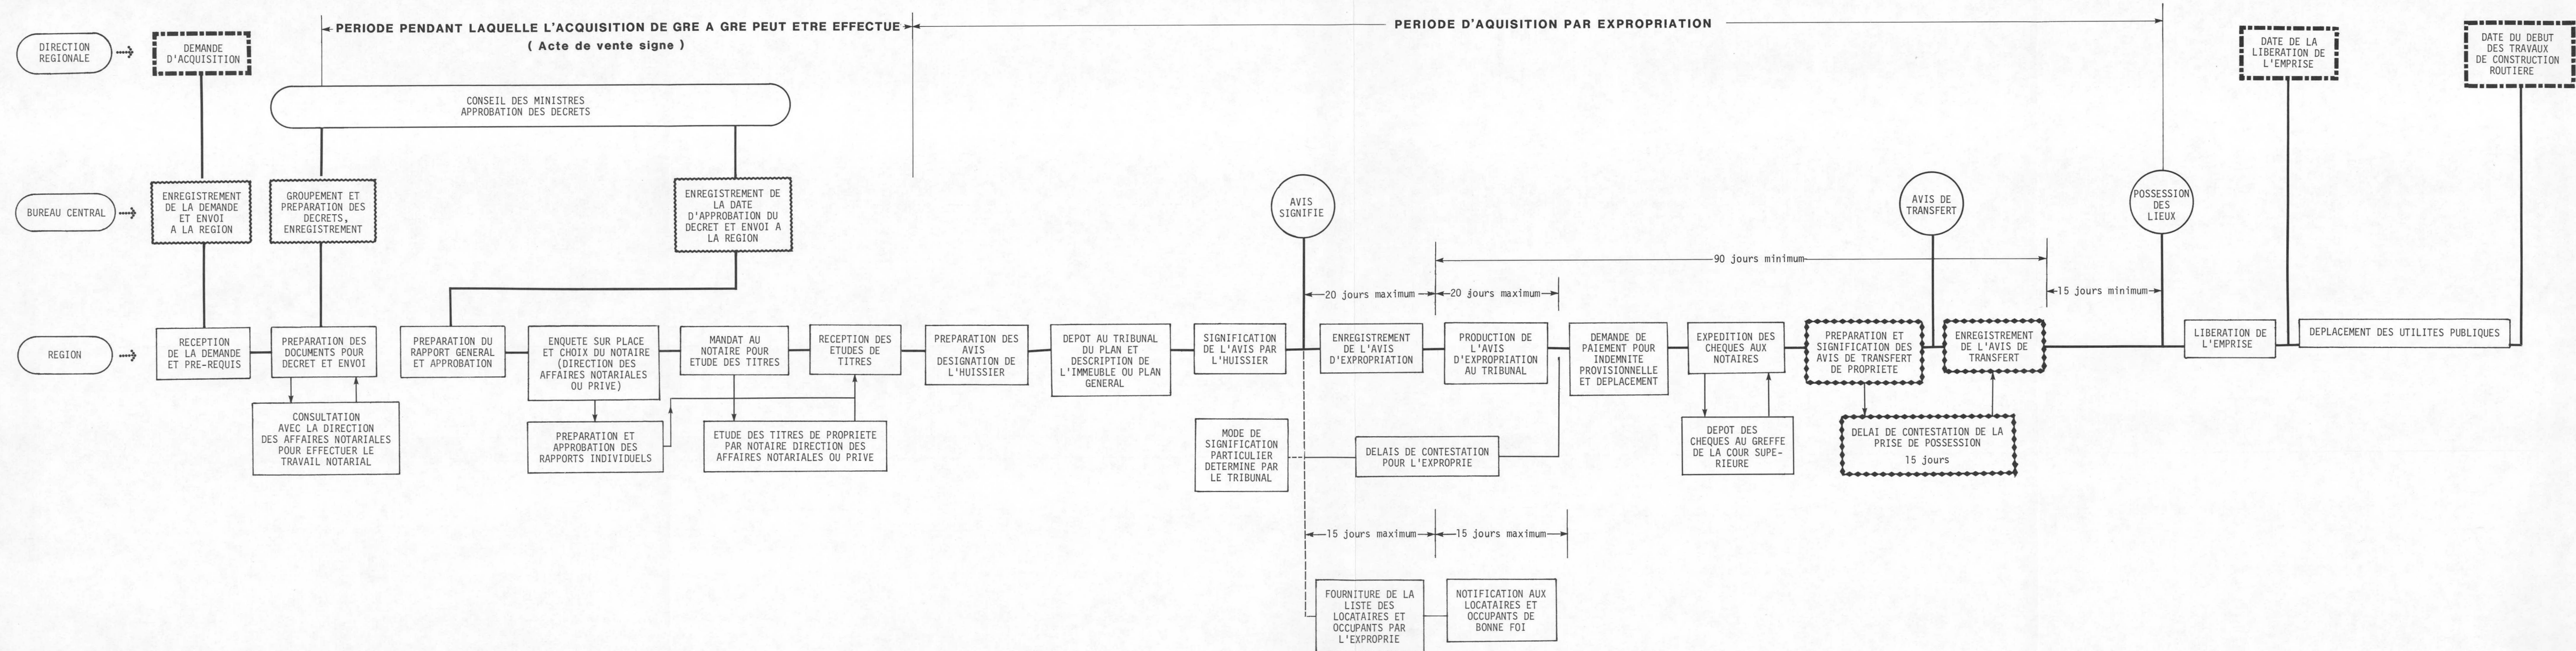 PERIODE PENDANT LAQUELLE L'ACQUISITION DE GRE A GRE PEUT ETRE EFFECTUE
( Acte de vente signe )
PERIODE D'AQUISITION PAR EXPROPRIATION
DIRECTION
REGIONALE
DEMANDE
D'ACQUISITION
DATE DE LA
LIBERATION DE
L'EMPRISE
DATE DU DEBUT
DES TRAVAUX
DE CONSTRUCTION
ROUTIERE
CONSEIL DES MINISTRES
APPROBATION DES DECRETS
BUREAU CENTRAL
ENREGISTREMENT
DE LA DEMANDE
ET ENVOI
A LA REGION
GROUPEMENT ET
PREPARATION DES
DECRETS,
ENREGISTREMENT
ENREGISTREMENT DE
LA DATE
D'APPROBATION DU
DECRET ET ENVOI A
LA REGION
AVIS
SIGNIFIE
AVIS DE
TRANSFERT
POSSESSION
DES
LIEUX
90 jours minimum
20 jours maximum
20 jours maximum
15 jours minimum
REGION
RECEPTION
DE LA DEMANDE
ET PRE-REQUIS
PREPARATION DES
DOCUMENTS POUR
DECRET ET ENVOI
PREPARATION DU
RAPPORT GENERAL
ET APPROBATION
ENQUETE SUR PLACE
ET CHOIX DU NOTAIRE
(DIRECTION DES
AFFAIRES NOTARIALES
OU PRIVE)
MANDAT AU
NOTAIRE POUR
ETUDE DES TITRES
RECEPTION DES
ETUDES DE
TITRES
PREPARATION DES
AVIS
DESIGNATION DE
L'HUISSIER
DEPOT AU TRIBUNAL
DU PLAN ET
DESCRIPTION DE
L'IMMEUBLE OU PLAN
GENERAL
SIGNIFICATION
DE L'AVIS PAR
L'HUISSIER
ENREGISTREMENT
DE L'AVIS
D'EXPROPRIATION
PRODUCTION DE
L'AVIS
D'EXPROPRIATION
AU TRIBUNAL
DEMANDE DE
PAIEMENT POUR
INDEMNITE
PROVISIONNELLE
ET DEPLACEMENT
EXPEDITION DES
CHEQUES AUX
NOTAIRES
PREPARATION ET
SIGNIFICATION DES
AVIS DE TRANSFERT
DE PROPRIETE
ENREGISTREMENT
DE L'AVIS DE
TRANSFERT
LIBERATION DE
L'EMPRISE
DEPLACEMENT DES UTILITES PUBLIQUES
CONSULTATION
AVEC LA DIRECTION
DES AFFAIRES NOTARIALES
POUR EFFECTUER LE
TRAVAIL NOTARIAL
PREPARATION ET
APPROBATION DES
RAPPORTS INDIVIDUELS
ETUDE DES TITRES DE PROPRIETE
PAR NOTAIRE DIRECTION DES
AFFAIRES NOTARIALES OU PRIVE
MODE DE
SIGNIFICATION
PARTICULIER
DETERMINE PAR
LE TRIBUNAL
DELAIS DE CONTESTATION
POUR L'EXPROPRIE
DEPOT DES
CHEQUES AU GREFFE
DE LA COUR SUPE-
RIEURE
DELAI DE CONTESTATION DE LA
PRISE DE POSSESSION
15 jours
15 jours maximum
15 jours maximum
FOURNITURE DE LA
LISTE DES
LOCATAIRES ET
OCCUPANTS PAR
L'EXPROPRIE
NOTIFICATION AUX
LOCATAIRES ET
OCCUPANTS DE
BONNE FOI